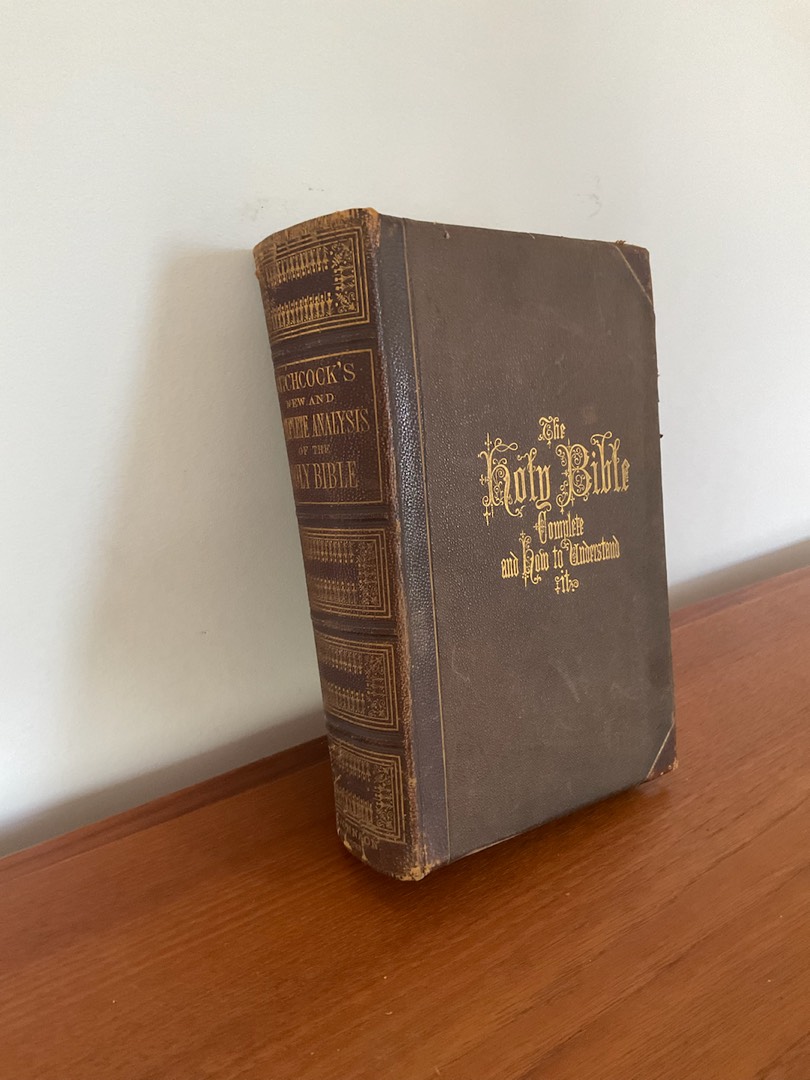 NEW AND
ANALYSIS
OF THE
BIBLE
The
Holy Bible
Complete
and How to Understand
it.